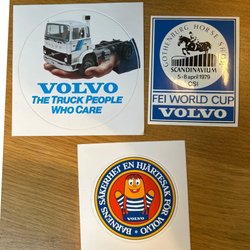 VOLVO
THE TRUCK PEOPLE
WHO CARE
GOTHENBURG HORSE SHOW
SCANDINAVIUM
5-8 april 1979
CSI
FEI WORLD CUP
VOLVO
BARNENS SÄKERHET EN HJÄRTESAK FÖR VOLVO
VOLVO